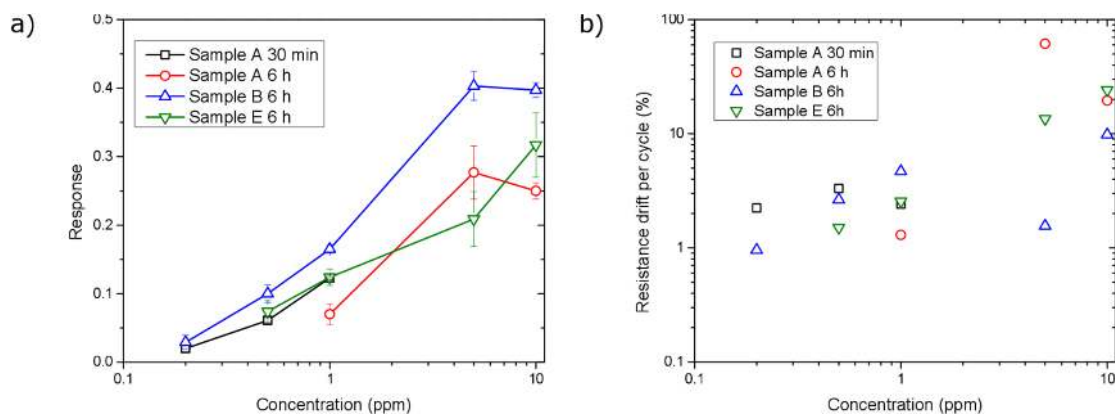 a)
0.5
0.4
0.3
0.2
0.1
0.0
Response
Sample A 30 min
Sample A 6 h
Sample B 6 h
Sample E 6 h
0.1
1
10
Concentration (ppm)
b)
100
10
1
0.1
Resistance drift per cycle (%)
Sample A 30 min
Sample A 6 h
Sample B 6h
Sample E 6h
0.1
1
10
Concentration (ppm)